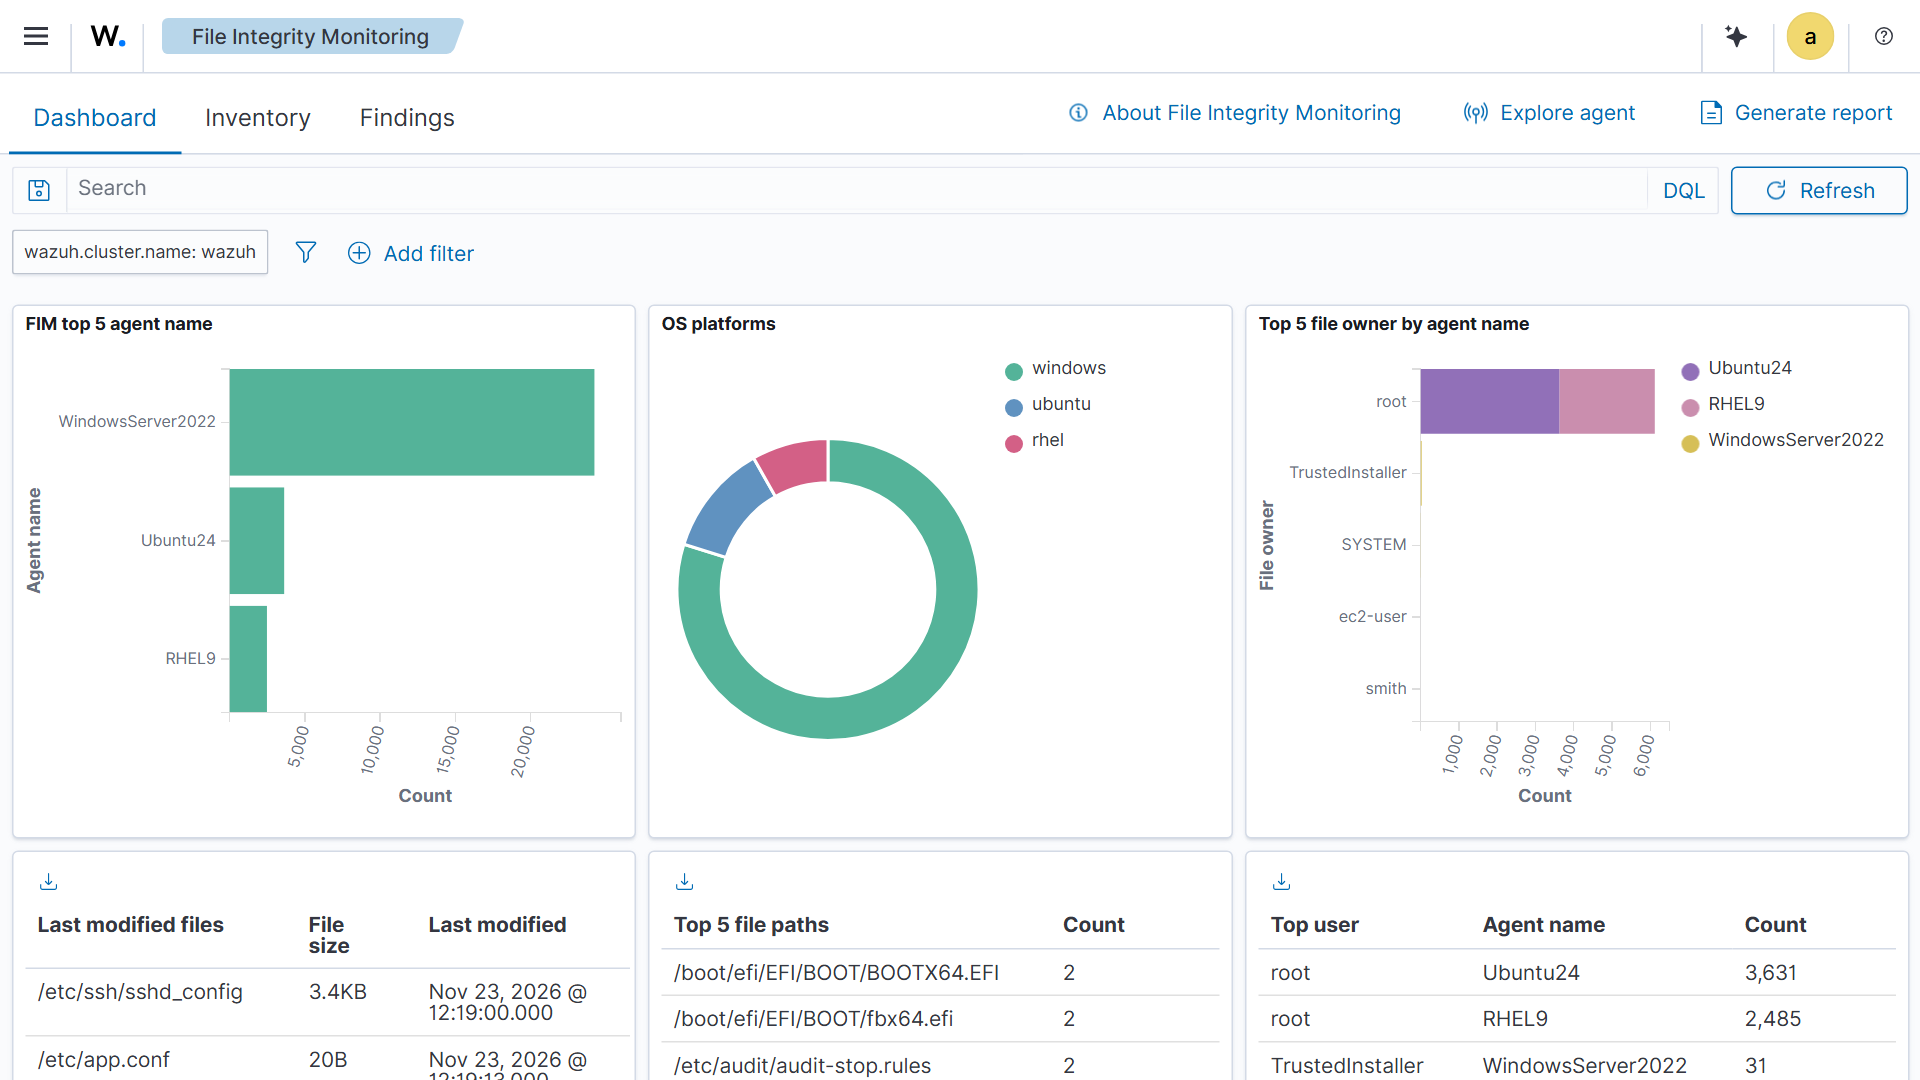 W.
File Integrity Monitoring
a
Dashboard
Inventory
Findings
About File Integrity Monitoring
Explore agent
Generate report
Search
DQL
Refresh
wazuh.cluster.name: wazuh
Add filter
FIM top 5 agent name
Agent name
WindowsServer2022
Ubuntu24
RHEL9
5,000
10,000
15,000
20,000
Count
OS platforms
windows
ubuntu
rhel
Top 5 file owner by agent name
File owner
root
TrustedInstaller
SYSTEM
ec2-user
smith
1,000
2,000
3,000
4,000
5,000
6,000
Count
Ubuntu24
RHEL9
WindowsServer2022
Last modified files
File
size
Last modified
/etc/ssh/sshd_config
3.4KB
Nov 23, 2026 @
12:19:00.000
/etc/app.conf
20B
Nov 23, 2026 @
12:19:13.000
Top 5 file paths
Count
/boot/efi/EFI/BOOT/BOOTX64.EFI
2
/boot/efi/EFI/BOOT/fbx64.efi
2
/etc/audit/audit-stop.rules
2
Top user
Agent name
Count
root
Ubuntu24
3,631
root
RHEL9
2,485
TrustedInstaller
WindowsServer2022
31